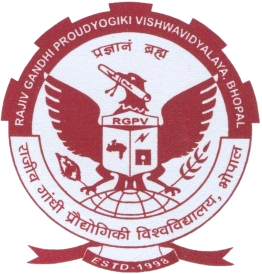 RAJIV GANDHI PROUDYOGIKI VISHWAVIDYALAYA, BHOPAL
प्रज्ञानं ब्रह्म
RGPV
राजीव गांधी प्रौद्योगिकी विश्वविद्यालय, भोपाल
ESTD-1998